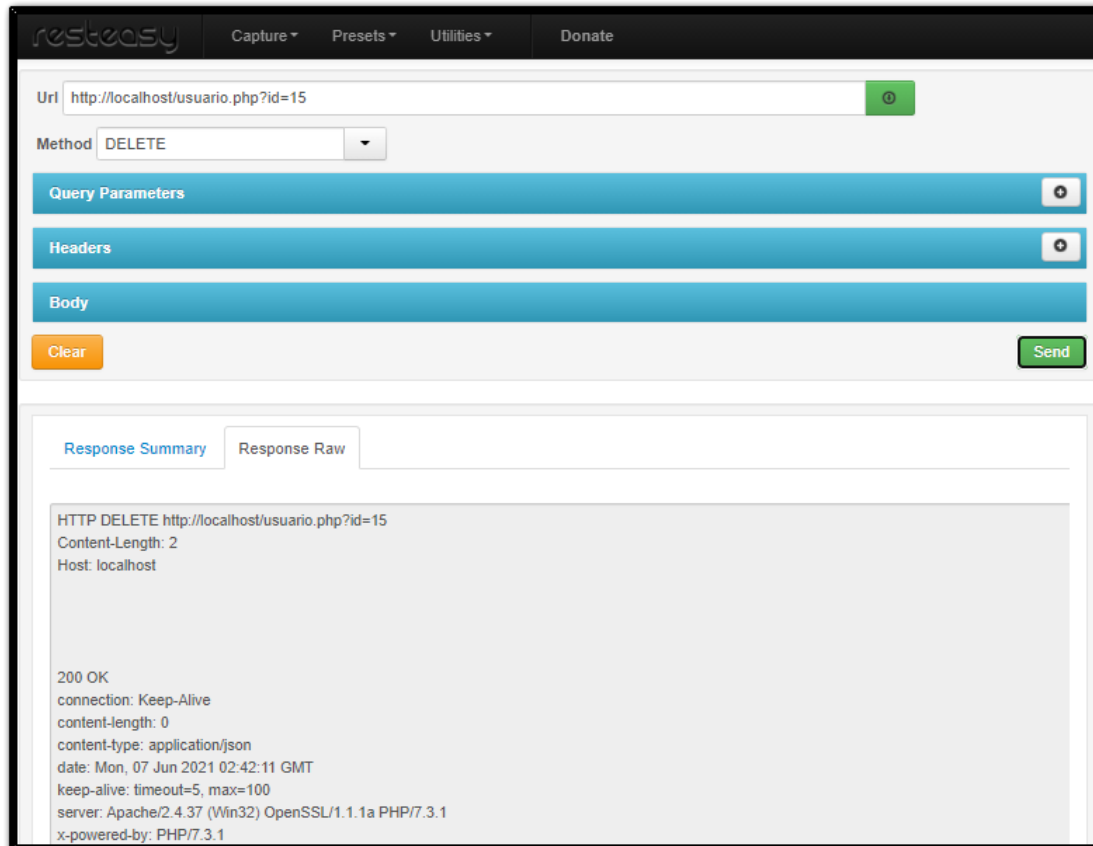 resteasy Capture Presets Utilities Donate
Url http://localhost/usuario.php?id=15
Method DELETE
Query Parameters
Headers
Body
Clear Send
Response Summary Response Raw
HTTP DELETE http://localhost/usuario.php?id=15
Content-Length: 2
Host: localhost
200 OK
connection: Keep-Alive
content-length: 0
content-type: application/json
date: Mon, 07 Jun 2021 02:42:11 GMT
keep-alive: timeout=5, max=100
server: Apache/2.4.37 (Win32) OpenSSL/1.1.1a PHP/7.3.1
x-powered-by: PHP/7.3.1